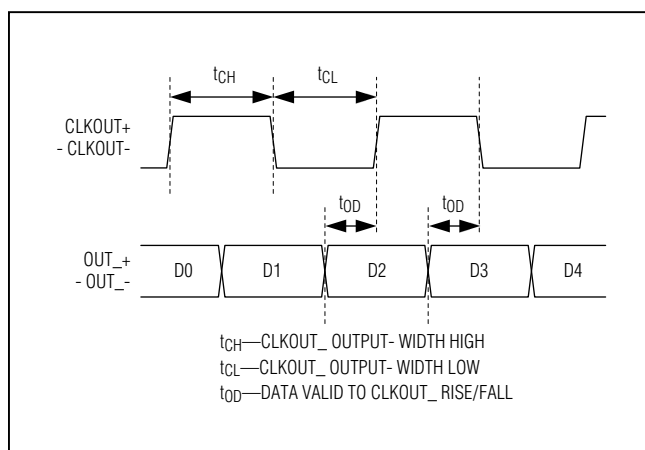 tCH
tCL
CLKOUT+
- CLKOUT-
tOD
tOD
OUT_+
- OUT_-
D0
D1
D2
D3
D4
tCH—CLKOUT_ OUTPUT- WIDTH HIGH
tCL—CLKOUT_ OUTPUT- WIDTH LOW
tOD—DATA VALID TO CLKOUT_ RISE/FALL